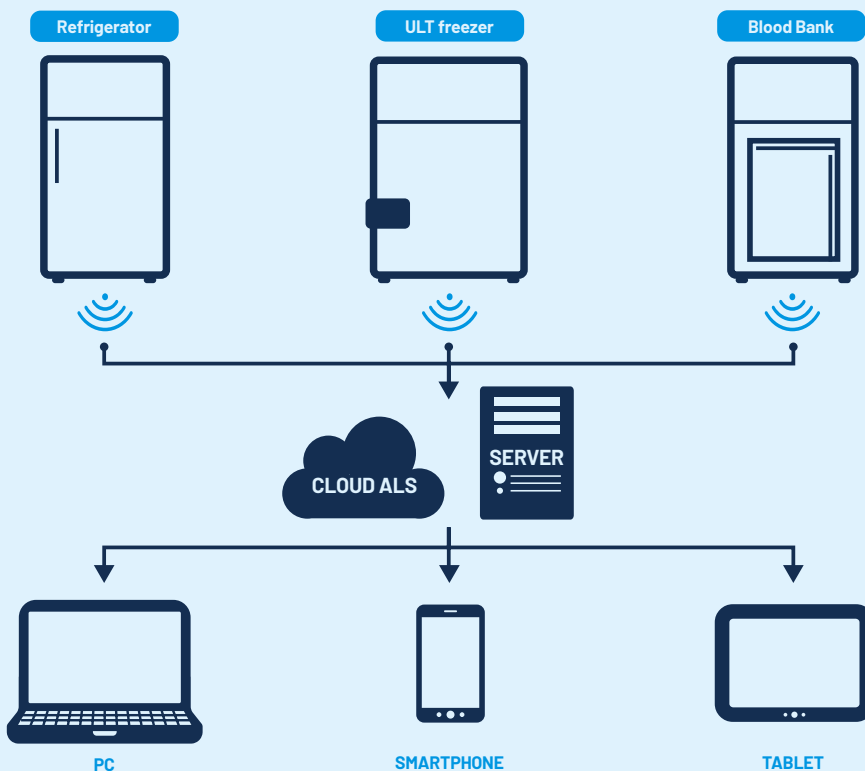 Refrigerator
ULT freezer
Blood Bank
CLOUD ALS
SERVER
PC
SMARTPHONE
TABLET